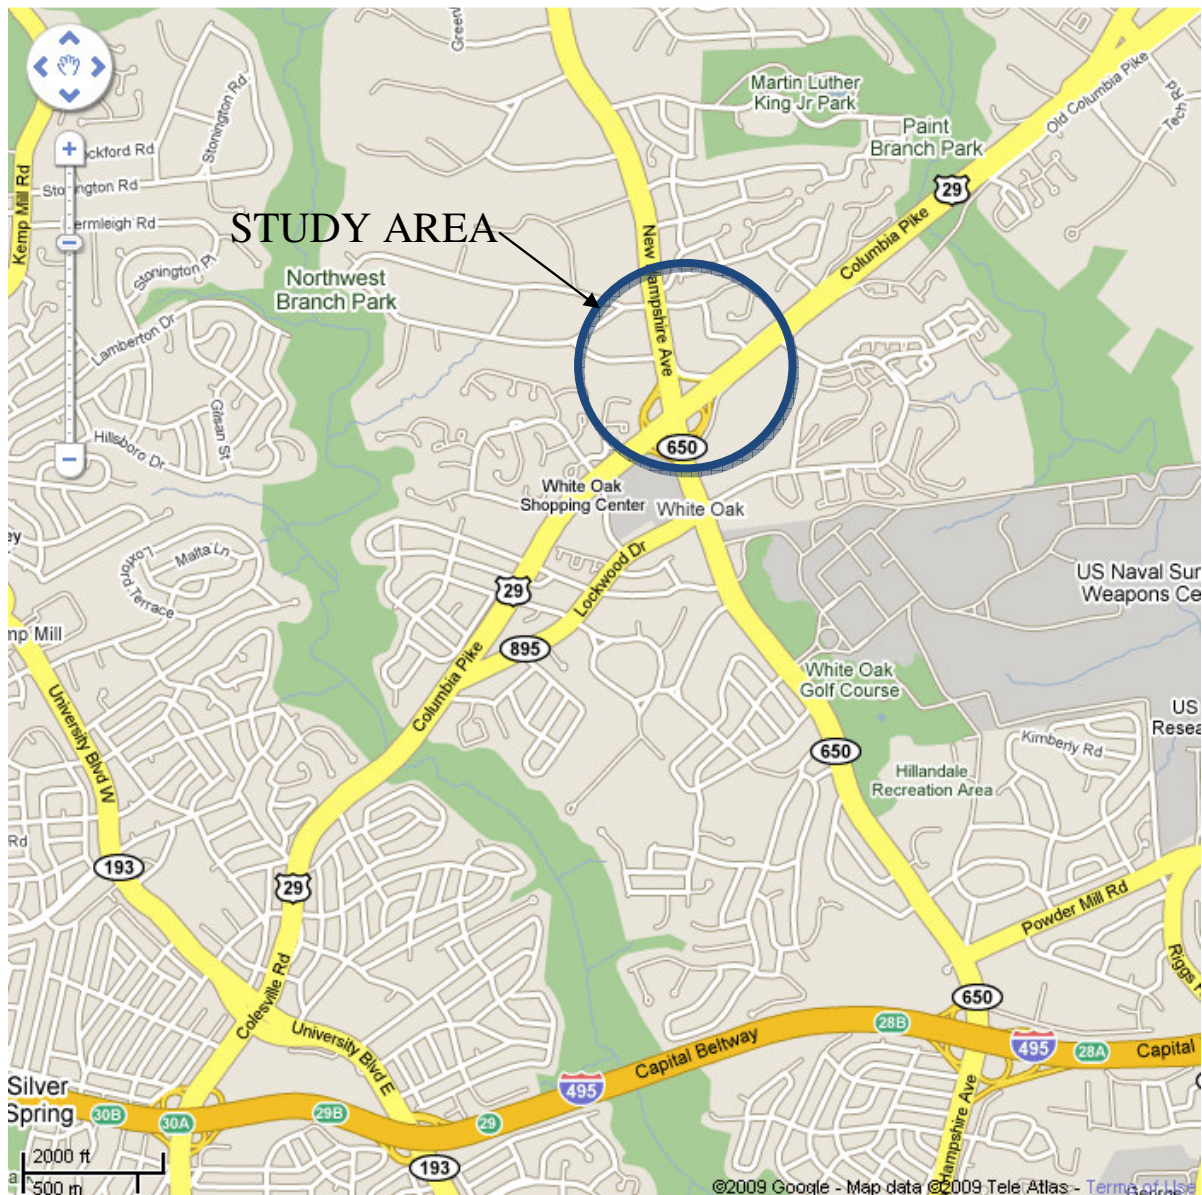 Green
Martin Luther
King Jr Park
Old Columbia Pike
Tech Rd
Paint
Branch Park
Stonington Rd
ockford Rd
Stonington Rd
Kemp Mill Rd
ermleigh Rd
29
STUDY AREA
New Hampshire Ave
Columbia Pike
Stonington Pl
Northwest
Branch Park
Lamberton Dr
Gilsan St
Hillsboro Dr
650
White Oak
Shopping Center
White Oak
ey
Malta Ln
Loxford Terrace
Lockwood Dr
29
US Naval Sur
Weapons Ce
mp Mill
895
Columbia Pike
White Oak
Golf Course
University Blvd W
US
Resea
650
Kimberly Rd
Hillandale
Recreation Area
Rd
193
29
Powder Mill Rd
Riggs
Colesville Rd
650
University Blvd E
28B
495
28A
Capital
Capital Beltway
495
Silver
Spring
30B
30A
29B
29
Hampshire Ave
193
2000 ft
500 m
©2009 Google - Map data ©2009 Tele Atlas - Terms of Use